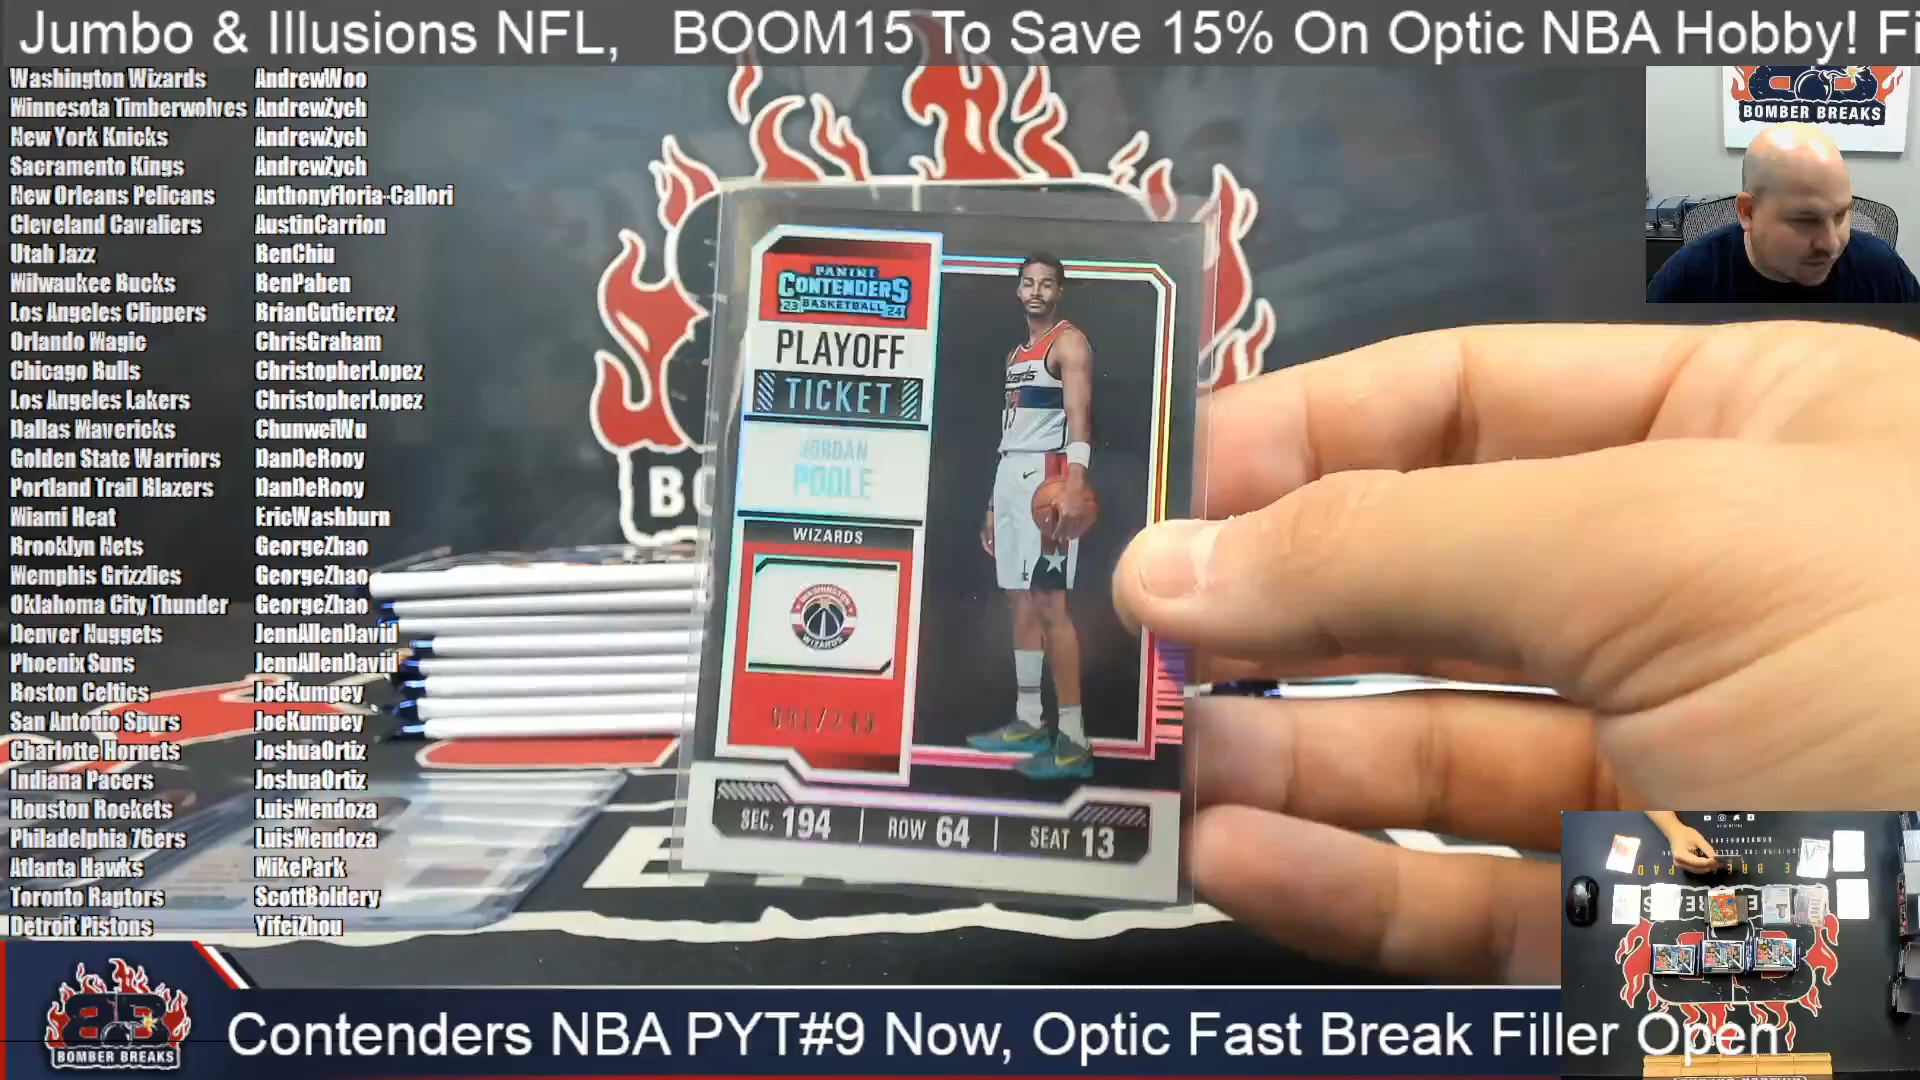 Jumbo & Illusions NFL, BOOM15 To Save 15% On Optic NBA Hobby! Fi
Washington Wizards AndrewWoo
Minnesota Timberwolves AndrewZych
New York Knicks AndrewZych
Sacramento Kings AndrewZych
New Orleans Pelicans AnthonyFloria-Callori
Cleveland Cavaliers AustinCarrion
Utah Jazz BenChiu
Milwaukee Bucks BenPaben
Los Angeles Clippers BrianGutierrez
Orlando Magic ChrisGraham
Chicago Bulls ChristopherLopez
Los Angeles Lakers ChristopherLopez
Dallas Mavericks ChunweiWu
Golden State Warriors DanDeRooy
Portland Trail Blazers DanDeRooy
Miami Heat EricWashburn
Brooklyn Nets GeorgeZhao
Memphis Grizzlies GeorgeZhao
Oklahoma City Thunder GeorgeZhao
Denver Nuggets JennAllenDavid
Phoenix Suns JennAllenDavid
Boston Celtics JoeKumpey
San Antonio Spurs JoeKumpey
Charlotte Hornets JoshuaOrtiz
Indiana Pacers JoshuaOrtiz
Houston Rockets LuisMendoza
Philadelphia 76ers LuisMendoza
Atlanta Hawks MikePark
Toronto Raptors ScottBoldery
Detroit Pistons YifeiZhou
BOMBER BREAKS
PANINI
CONTENDERS
23 BASKETBALL 24
PLAYOFF
TICKET
JORDAN
POOLE
WIZARDS
WASHINGTON
WIZARDS
SEC. 194 | ROW 64 | SEAT 13
BOMBER BREAKS
Contenders NBA PYT#9 Now, Optic Fast Break Filler Open